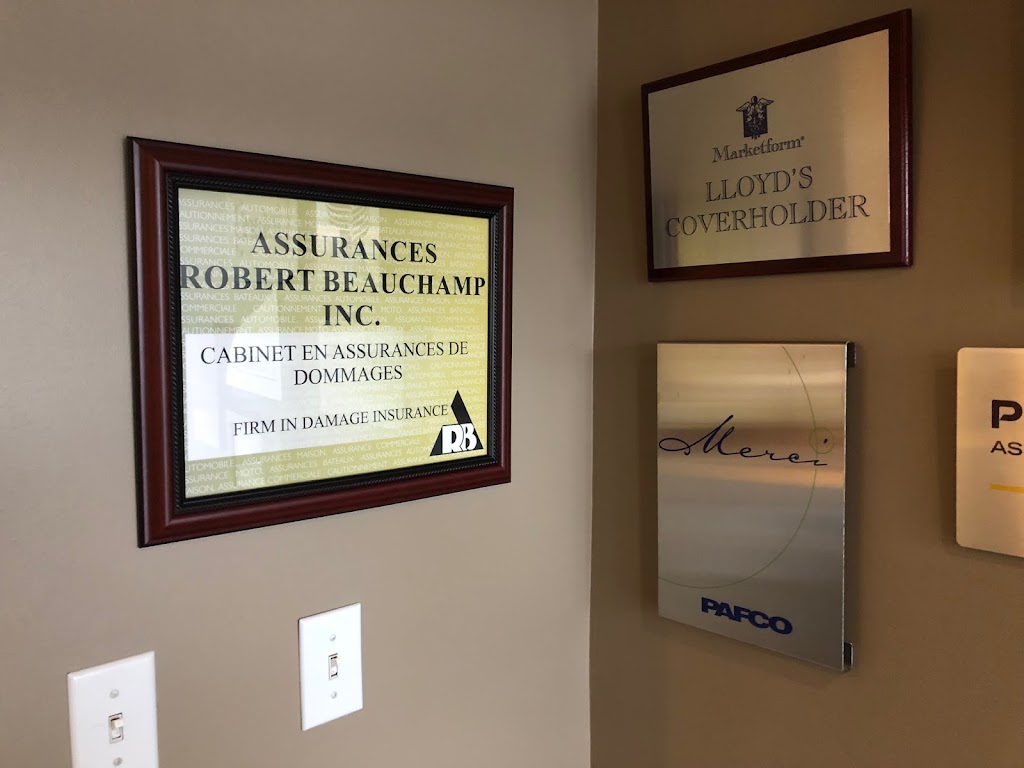 ASSURANCES
ROBERT BEAUCHAMP
INC.
CABINET EN ASSURANCES DE
DOMMAGES
FIRM IN DAMAGE INSURANCE
RB
Marketform®
LLOYD'S
COVERHOLDER
Merci
PAFCO
P
AS